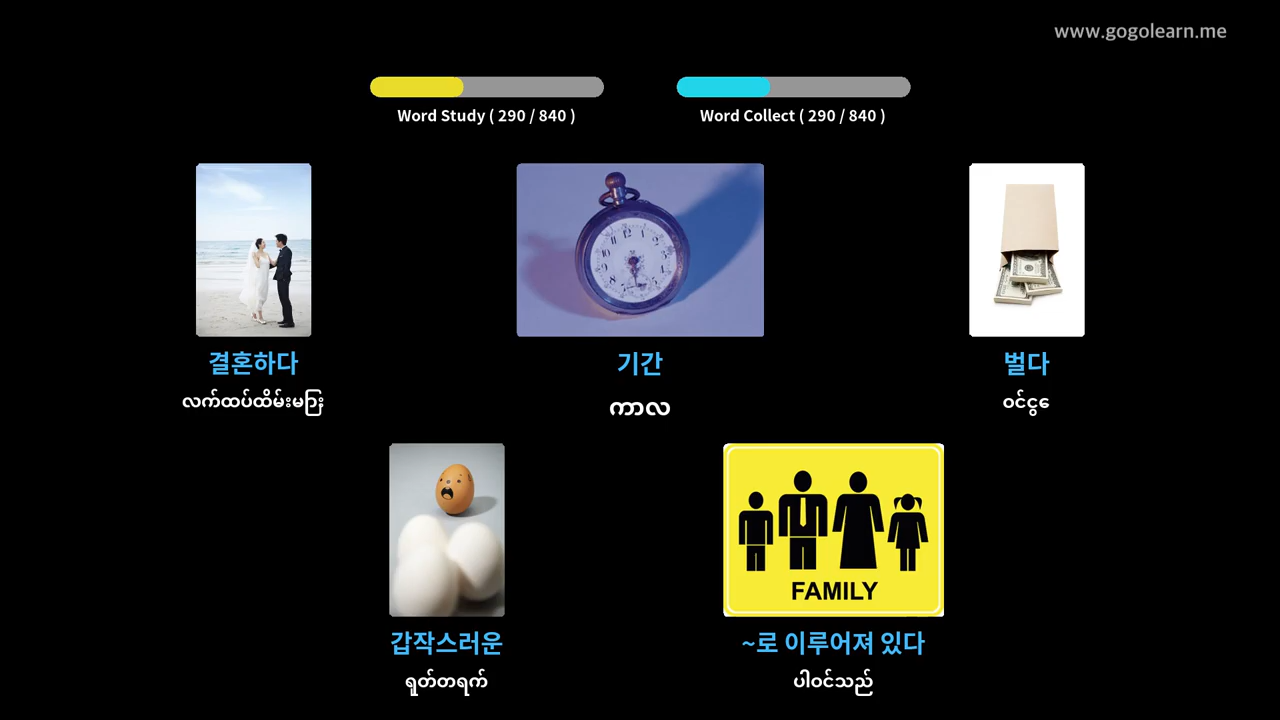 www.gogolearn.me
Word Study ( 290 / 840 )
Word Collect ( 290 / 840 )
결혼하다
လက်ထပ်ထိမ်းမြား
기간
ကာလ
벌다
ဝင်ငွေ
FAMILY
갑작스러운
ရုတ်တရက်
~로 이루어져 있다
ပါဝင်သည်